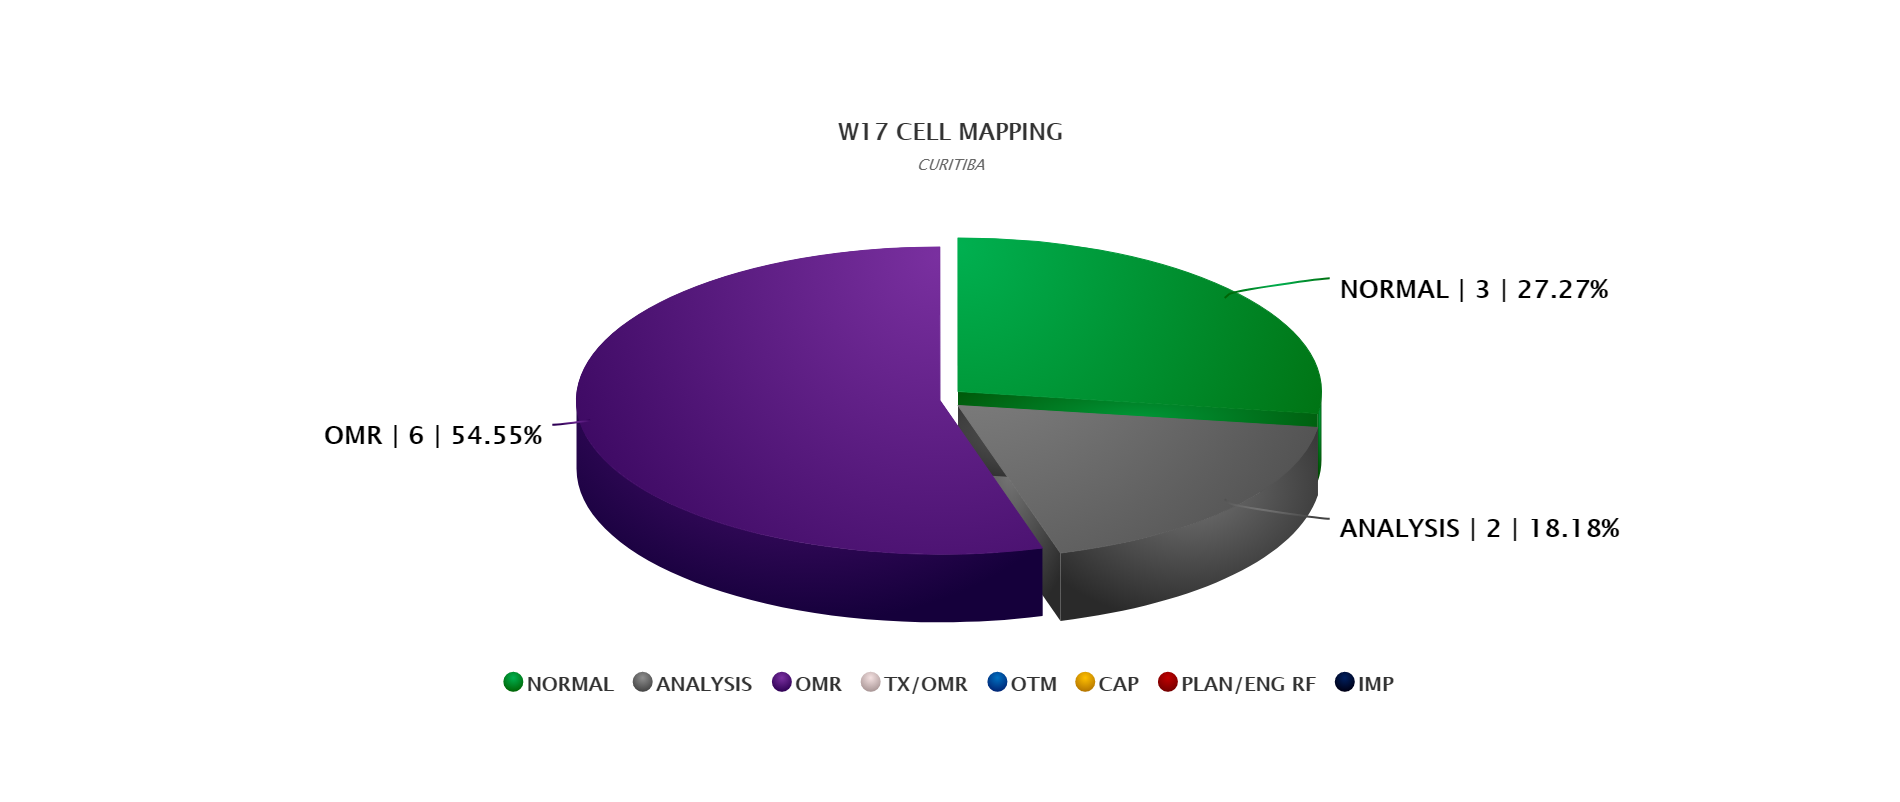 W17 CELL MAPPING
CURITIBA
NORMAL | 3 | 27.27%
OMR | 6 | 54.55%
ANALYSIS | 2 | 18.18%
NORMAL ANALYSIS OMR TX/OMR OTM CAP PLAN/ENG RF IMP